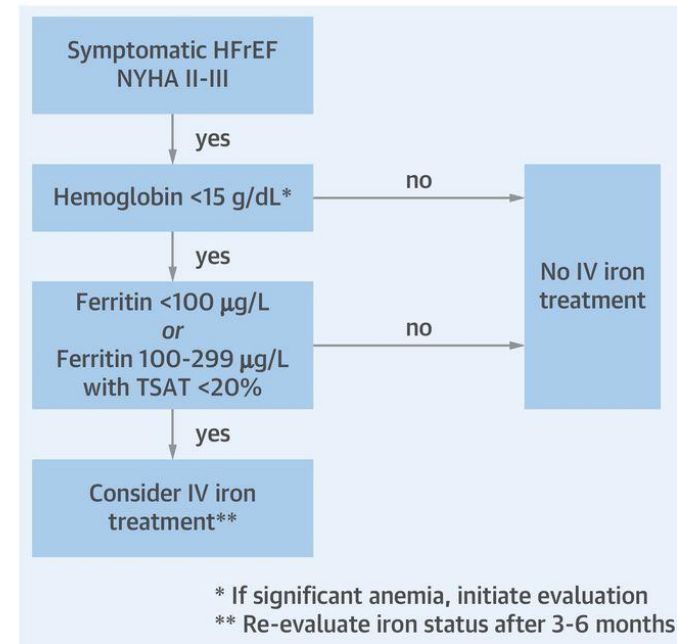 Symptomatic HFrEF
NYHA II-III
yes
Hemoglobin <15 g/dL*
no
yes
No IV iron
treatment
Ferritin <100 µg/L
or
Ferritin 100-299 µg/L
with TSAT <20%
no
yes
Consider IV iron
treatment**
* If significant anemia, initiate evaluation
** Re-evaluate iron status after 3-6 months